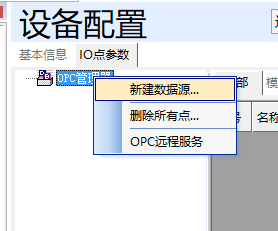 设备配置
基本信息 IO点参数
OPC管理器
新建数据源...
部
删除所有点...
号 名称
OPC远程服务